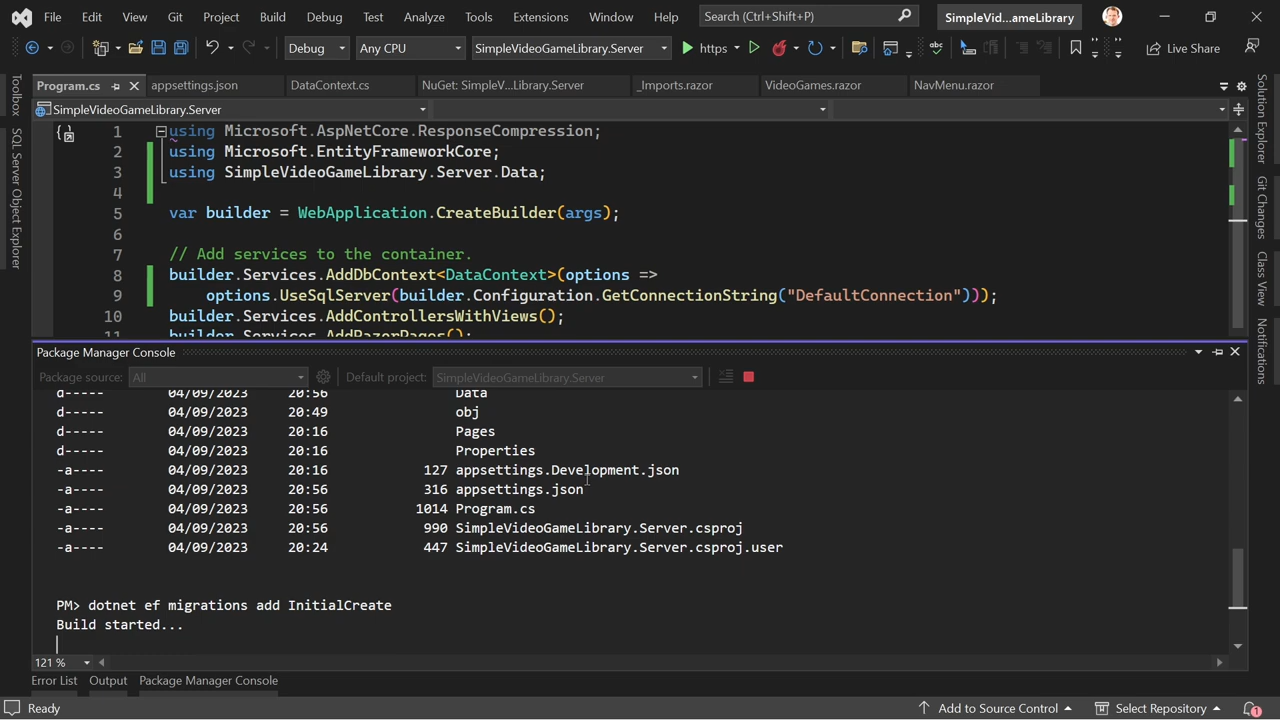 File Edit View Git Project Build Debug Test Analyze Tools Extensions Window Help Search (Ctrl+Shift+P) SimpleVid...ameLibrary
Debug Any CPU SimpleVideoGameLibrary.Server https Live Share
Program.cs appsettings.json DataContext.cs NuGet: SimpleV...Library.Server _Imports.razor VideoGames.razor NavMenu.razor
SimpleVideoGameLibrary.Server
Toolbox
SQL Server Object Explorer
Solution Explorer
Git Changes
Class View
Notifications
1 using Microsoft.AspNetCore.ResponseCompression;
2 using Microsoft.EntityFrameworkCore;
3 using SimpleVideoGameLibrary.Server.Data;
4
5 var builder = WebApplication.CreateBuilder(args);
6
7 // Add services to the container.
8 builder.Services.AddDbContext<DataContext>(options =>
9 options.UseSqlServer(builder.Configuration.GetConnectionString("DefaultConnection")));
10 builder.Services.AddControllersWithViews();
11 builder.Services.AddRazorPages();
Package Manager Console
Package source: All Default project: SimpleVideoGameLibrary.Server
d----- 04/09/2023 20:56 Data
d----- 04/09/2023 20:49 obj
d----- 04/09/2023 20:16 Pages
d----- 04/09/2023 20:16 Properties
-a---- 04/09/2023 20:16 127 appsettings.Development.json
-a---- 04/09/2023 20:56 316 appsettings.json
-a---- 04/09/2023 20:56 1014 Program.cs
-a---- 04/09/2023 20:56 990 SimpleVideoGameLibrary.Server.csproj
-a---- 04/09/2023 20:24 447 SimpleVideoGameLibrary.Server.csproj.user
PM> dotnet ef migrations add InitialCreate
Build started...
121 %
Error List Output Package Manager Console
Ready Add to Source Control Select Repository 1